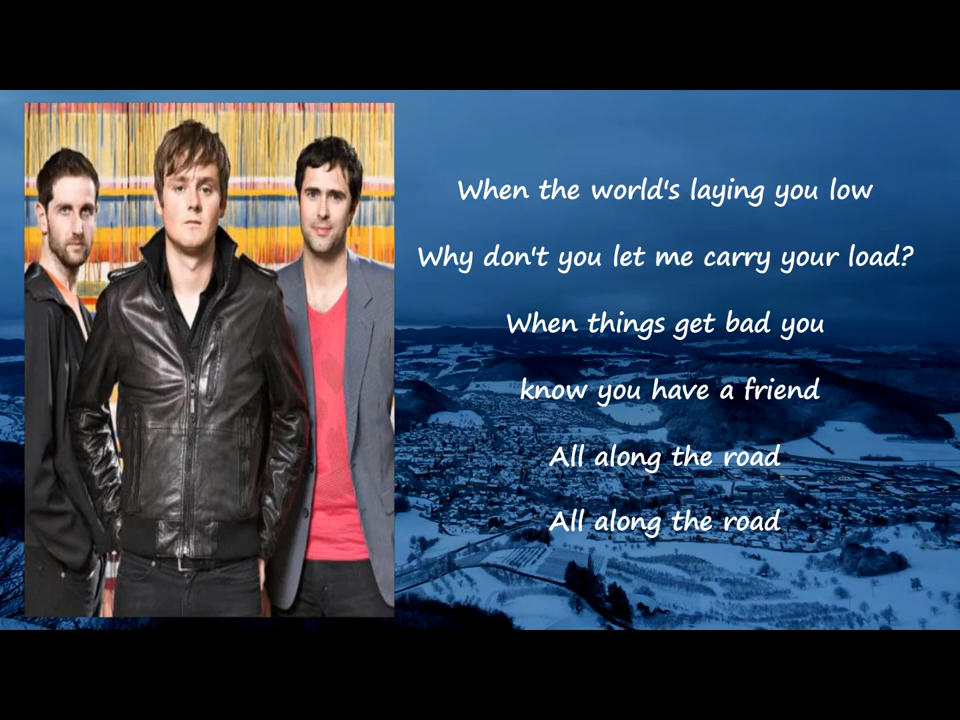 When the world's laying you low
Why don't you let me carry your load?
When things get bad you
know you have a friend
All along the road
All along the road